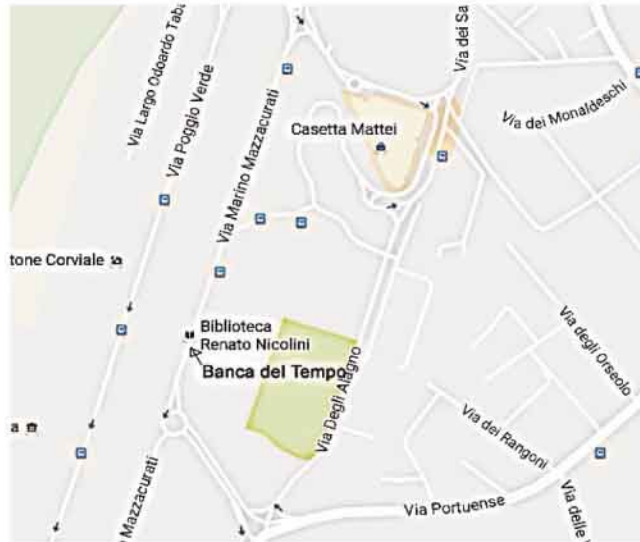 Via Largo Odoardo Taba
Via Poggio Verde
Via Marino Mazzacurati
Via dei Sa
Via dei Monaldeschi
Casetta Mattei
tone Corviale
Biblioteca
Renato Nicolini
Banca del Tempo
Via Degli Alagno
Via degli Orseolo
Via dei Rangoni
a
Mazzacurati
Via Portuense
Via delle